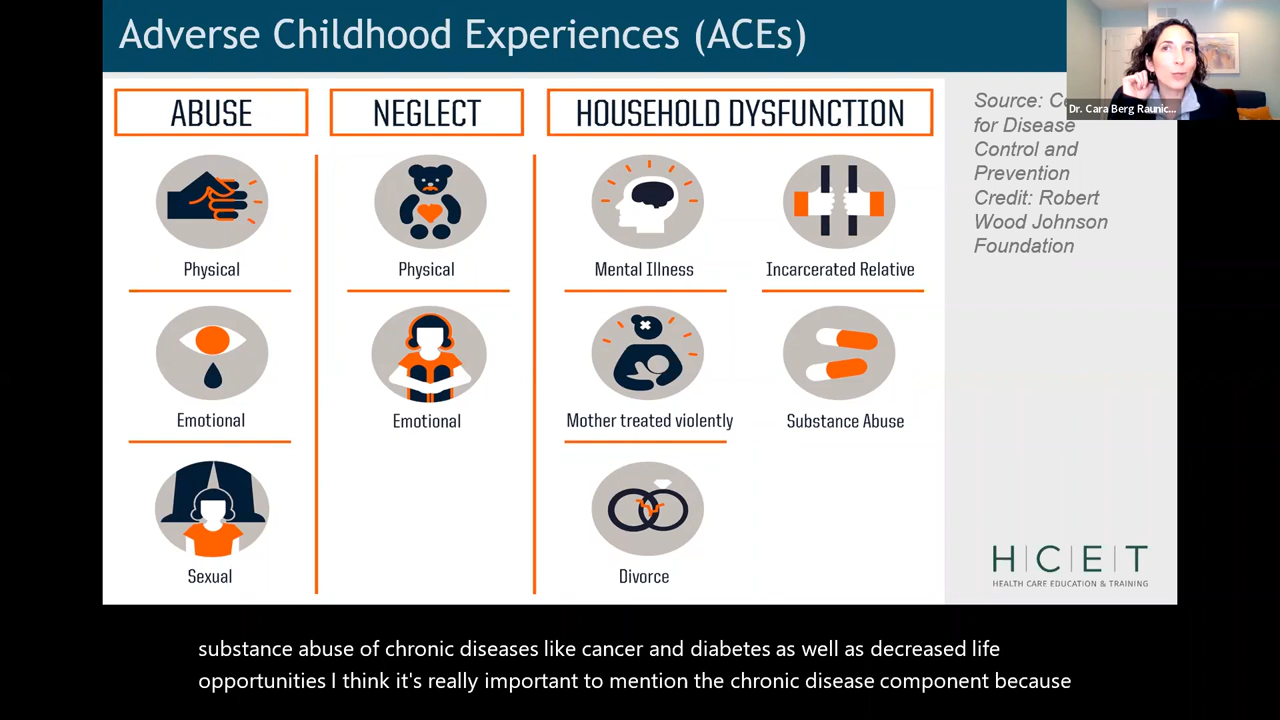 Adverse Childhood Experiences (ACEs)
ABUSE
NEGLECT
HOUSEHOLD DYSFUNCTION
Physical
Physical
Mental Illness
Incarcerated Relative
Emotional
Emotional
Mother treated violently
Substance Abuse
Sexual
Divorce
Source:
for Disease
Control and
Prevention
Credit: Robert
Wood Johnson
Foundation
Dr. Cara Berg Raunic...
HCET
HEALTH CARE EDUCATION & TRAINING
substance abuse of chronic diseases like cancer and diabetes as well as decreased life
opportunities I think it's really important to mention the chronic disease component because